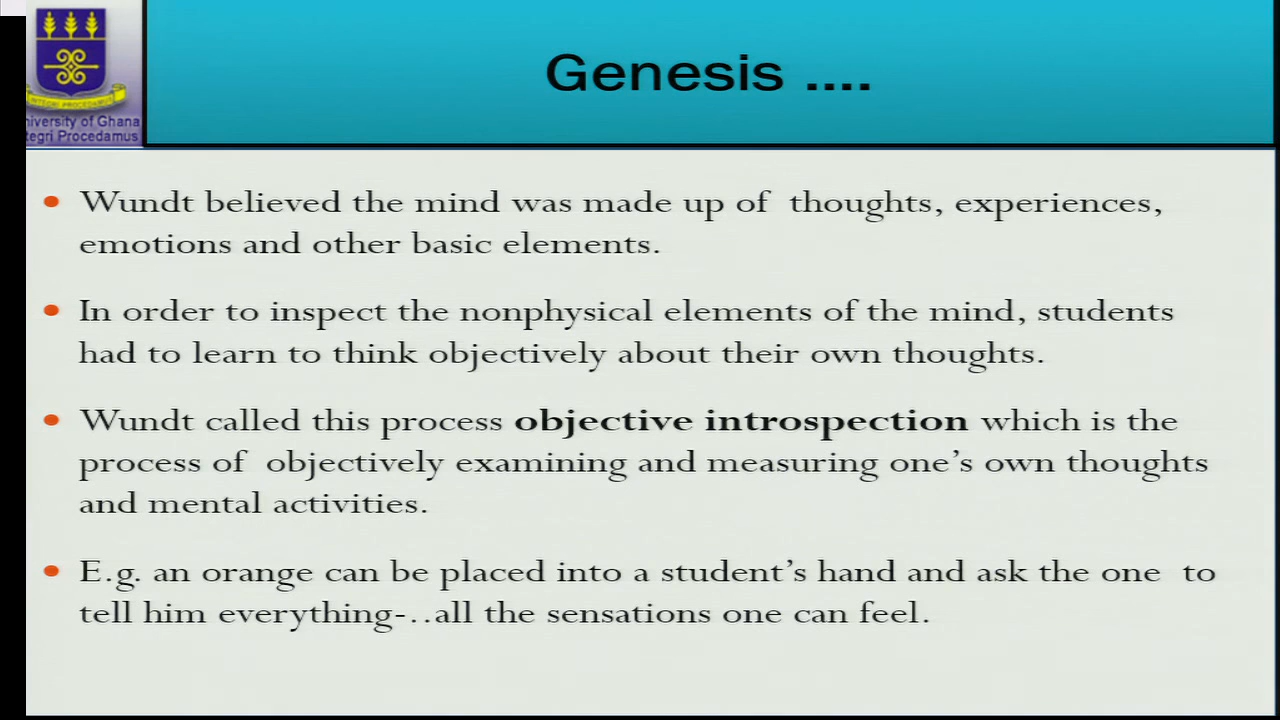 Genesis ....
INTEGRI PROCEDAMUS
niversity of Ghana
tegri Procedamus
• Wundt believed the mind was made up of thoughts, experiences,
emotions and other basic elements.
• In order to inspect the nonphysical elements of the mind, students
had to learn to think objectively about their own thoughts.
• Wundt called this process objective introspection which is the
process of objectively examining and measuring one’s own thoughts
and mental activities.
• E.g. an orange can be placed into a student’s hand and ask the one to
tell him everything-..all the sensations one can feel.